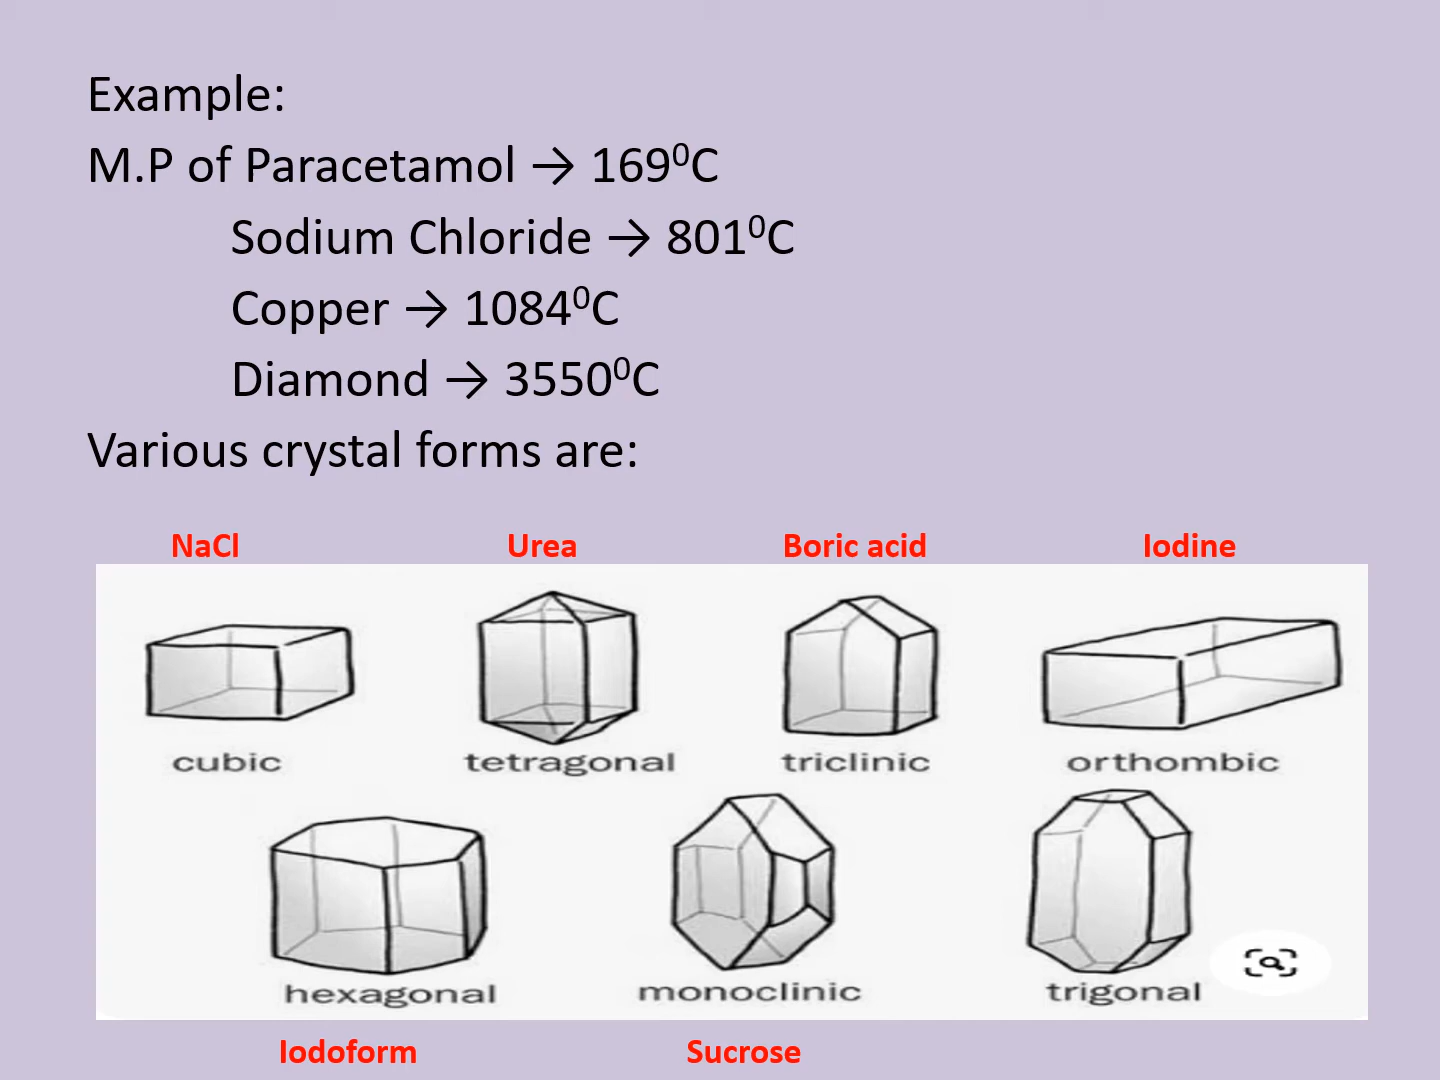 Example:
M.P of Paracetamol → 169⁰C
Sodium Chloride → 801⁰C
Copper → 1084⁰C
Diamond → 3550⁰C
Various crystal forms are:
NaCl Urea Boric acid Iodine
cubic tetragonal triclinic orthombic
hexagonal monoclinic trigonal
Iodoform Sucrose